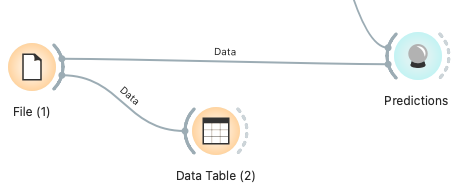 Data
Predictions
File (1)
Data
Data Table (2)